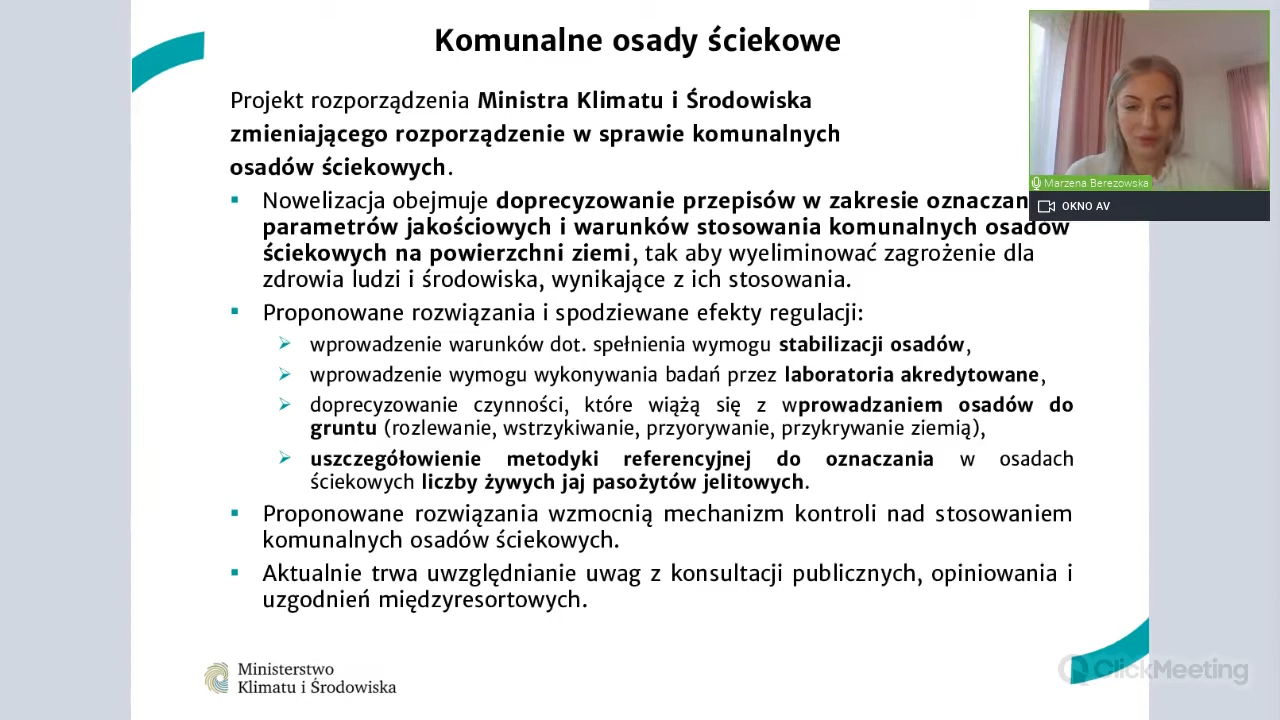 Komunalne osady ściekowe
Projekt rozporządzenia Ministra Klimatu i Środowiska
zmieniającego rozporządzenie w sprawie komunalnych
osadów ściekowych.
Nowelizacja obejmuje doprecyzowanie przepisów w zakresie oznaczan
parametrów jakościowych i warunków stosowania komunalnych osadów
ściekowych na powierzchni ziemi, tak aby wyeliminować zagrożenie dla
zdrowia ludzi i środowiska, wynikające z ich stosowania.
Proponowane rozwiązania i spodziewane efekty regulacji:
wprowadzenie warunków dot. spełnienia wymogu stabilizacji osadów,
wprowadzenie wymogu wykonywania badań przez laboratoria akredytowane,
doprecyzowanie czynności, które wiążą się z wprowadzaniem osadów do
gruntu (rozlewanie, wstrzykiwanie, przyorywanie, przykrywanie ziemią),
uszczegółowienie metodyki referencyjnej do oznaczania w osadach
ściekowych liczby żywych jaj pasożytów jelitowych.
Proponowane rozwiązania wzmocnią mechanizm kontroli nad stosowaniem
komunalnych osadów ściekowych.
Aktualnie trwa uwzględnianie uwag z konsultacji publicznych, opiniowania i
uzgodnień międzyresortowych.
Ministerstwo
Klimatu i Środowiska
Marzena Berezowska
OKNO AV
ClickMeeting